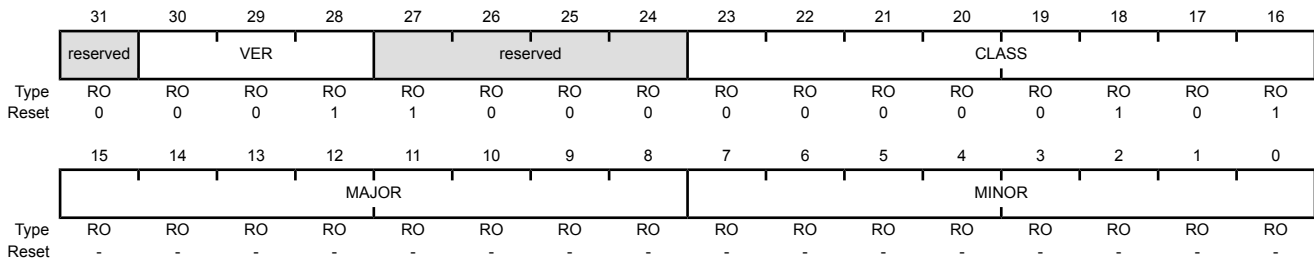 31 30 29 28 27 26 25 24 23 22 21 20 19 18 17 16
reserved VER reserved CLASS
Type RO RO RO RO RO RO RO RO RO RO RO RO RO RO RO RO
Reset 0 0 0 1 1 0 0 0 0 0 0 0 0 1 0 1
15 14 13 12 11 10 9 8 7 6 5 4 3 2 1 0
MAJOR MINOR
Type RO RO RO RO RO RO RO RO RO RO RO RO RO RO RO RO
Reset - - - - - - - - - - - - - - - -